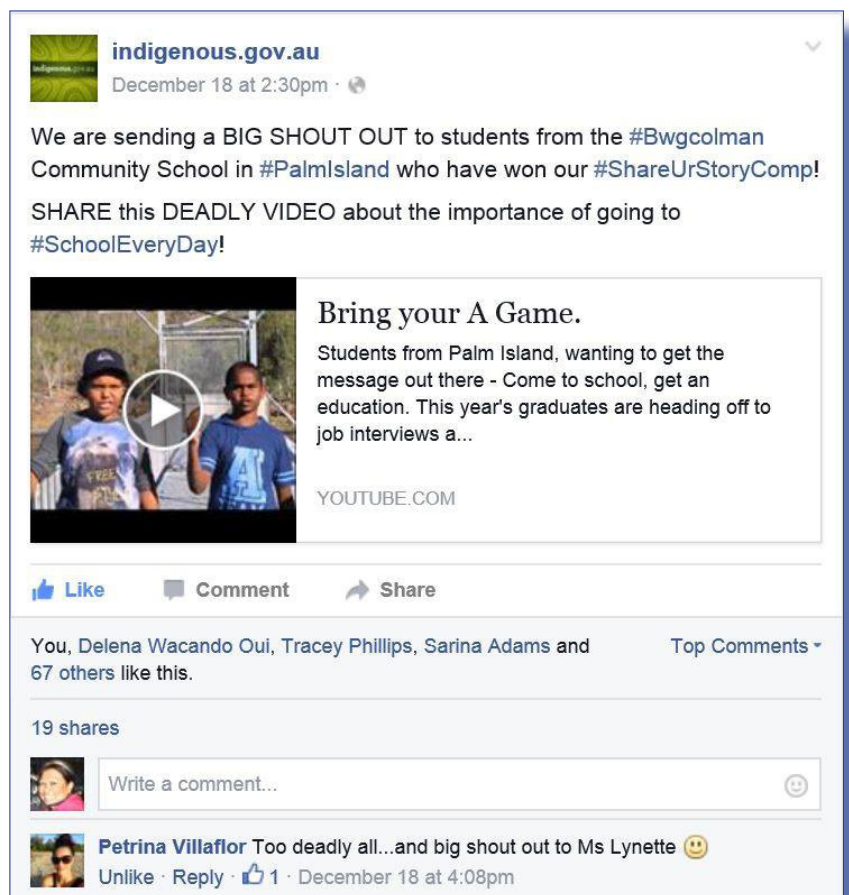 indigenous.gov.au
indigenous.gov.au
December 18 at 2:30pm ·
We are sending a BIG SHOUT OUT to students from the #Bwgcolman
Community School in #PalmIsland who have won our #ShareUrStoryComp!
SHARE this DEADLY VIDEO about the importance of going to
#SchoolEveryDay!
FREE
A
Bring your A Game.
Students from Palm Island, wanting to get the
message out there - Come to school, get an
education. This year's graduates are heading off to
job interviews a...
YOUTUBE.COM
Like Comment Share
You, Delena Wacando Oui, Tracey Phillips, Sarina Adams and
67 others like this.
Top Comments
19 shares
Write a comment...
Petrina Villaflor Too deadly all...and big shout out to Ms Lynette
Unlike · Reply · 1 · December 18 at 4:08pm